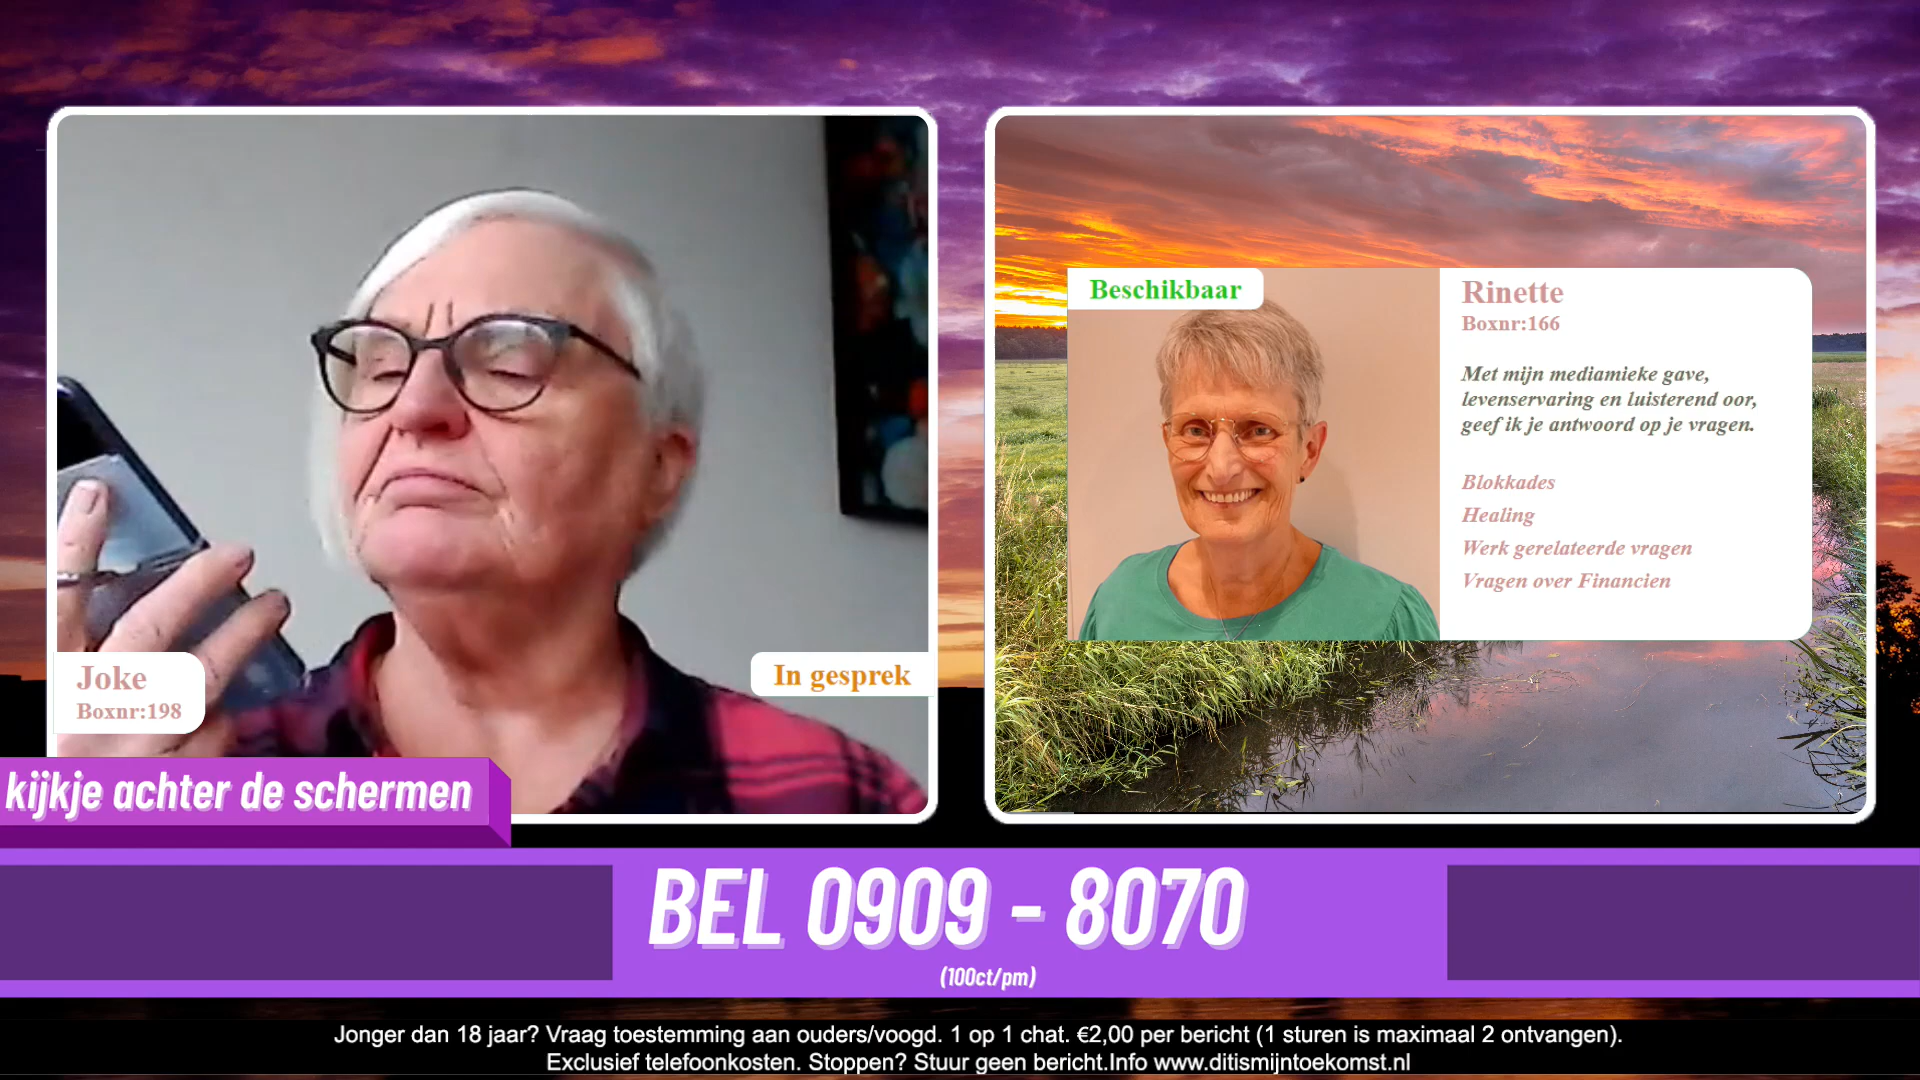 Joke
Boxnr:198
In gesprek
kijkje achter de schermen
Beschikbaar
Rinette
Boxnr:166
Met mijn mediamieke gave,
levenservaring en luisterend oor,
geef ik je antwoord op je vragen.
Blokkades
Healing
Werk gerelateerde vragen
Vragen over Financien
BEL 0909 - 8070
(100ct/pm)
Jonger dan 18 jaar? Vraag toestemming aan ouders/voogd. 1 op 1 chat. €2,00 per bericht (1 sturen is maximaal 2 ontvangen).
Exclusief telefoonkosten. Stoppen? Stuur geen bericht.Info www.ditismijntoekomst.nl